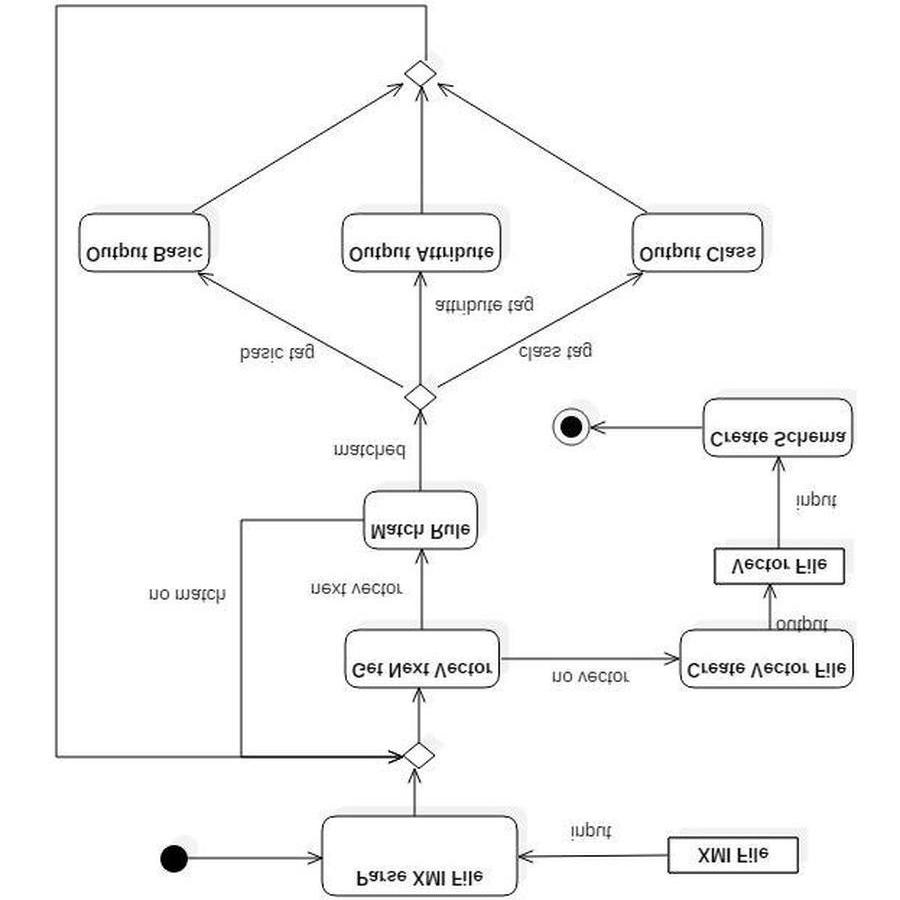 Parse XMI File
input
XMI File
Get Next Vector
no vector
Create Vector File
output
no match
next vector
Vector File
Match Rule
input
matched
Create Schema
basic tag
class tag
attribute tag
Output Basic
Output Attribute
Output Class